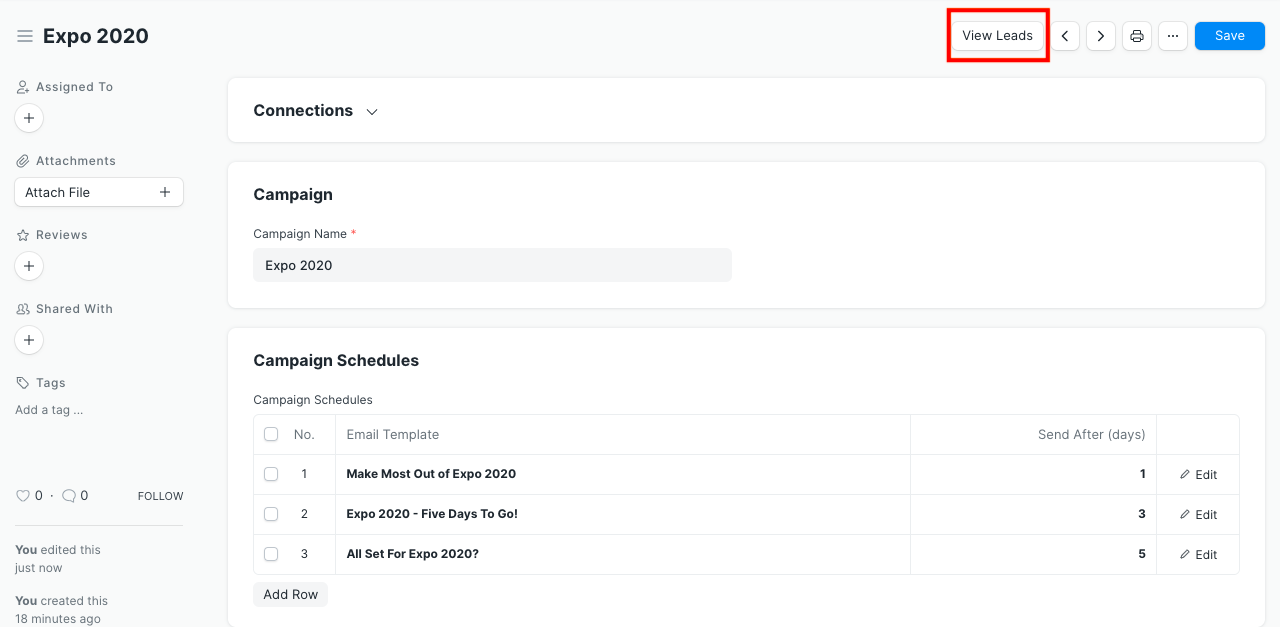 Expo 2020
View Leads
Save
Assigned To
Attachments
Attach File
Reviews
Shared With
Tags
Add a tag ...
0 · 0 FOLLOW
You edited this
just now
You created this
18 minutes ago
Connections
Campaign
Campaign Name *
Expo 2020
Campaign Schedules
Campaign Schedules
No. Email Template Send After (days)
1 Make Most Out of Expo 2020 1 Edit
2 Expo 2020 - Five Days To Go! 3 Edit
3 All Set For Expo 2020? 5 Edit
Add Row